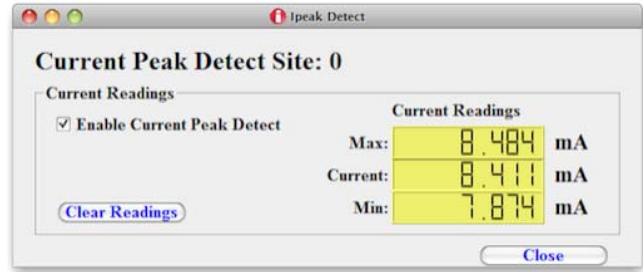 Ipeak Detect
Current Peak Detect Site: 0
Current Readings
Enable Current Peak Detect
Current Readings
Max: 8.484 mA
Current: 8.411 mA
Clear Readings
Min: 7.874 mA
Close